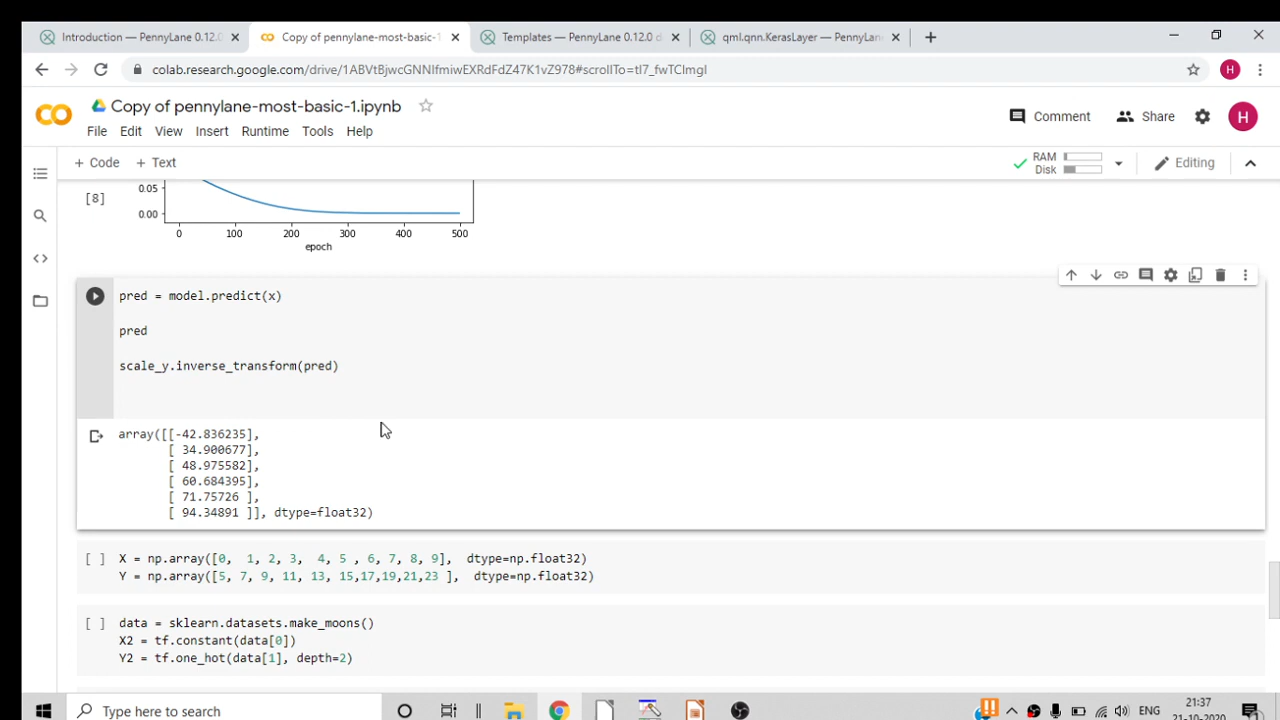 Introduction — PennyLane 0.12.0
Copy of pennylane-most-basic-1
Templates — PennyLane 0.12.0 d
qml.qnn.KerasLayer — PennyLan
colab.research.google.com/drive/1ABVtBjwcGNNIfmiwEXRdFdZ47K1vZ978#scrollTo=tI7_fwTCImgI
H
Copy of pennylane-most-basic-1.ipynb
File Edit View Insert Runtime Tools Help
Comment
Share
H
+ Code + Text
RAM
Disk
Editing
[8]
0.05
0.00
0 100 200 300 400 500
epoch
pred = model.predict(x)
pred
scale_y.inverse_transform(pred)
array([[-42.836235],
[ 34.900677],
[ 48.975582],
[ 60.684395],
[ 71.75726 ],
[ 94.34891 ]], dtype=float32)
[ ] X = np.array([0, 1, 2, 3, 4, 5 , 6, 7, 8, 9], dtype=np.float32)
Y = np.array([5, 7, 9, 11, 13, 15,17,19,21,23 ], dtype=np.float32)
[ ] data = sklearn.datasets.make_moons()
X2 = tf.constant(data[0])
Y2 = tf.one_hot(data[1], depth=2)
Type here to search
ENG
21:37
21-10-2020